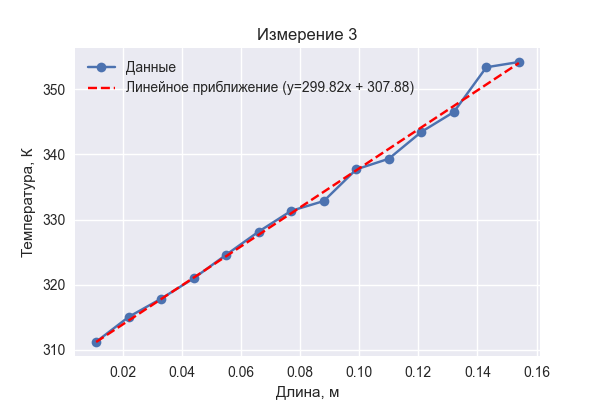 Измерение 3
Данные
Линейное приближение (y=299.82x + 307.88)
Температура, К
350
340
330
320
310
0.02 0.04 0.06 0.08 0.10 0.12 0.14 0.16
Длина, м